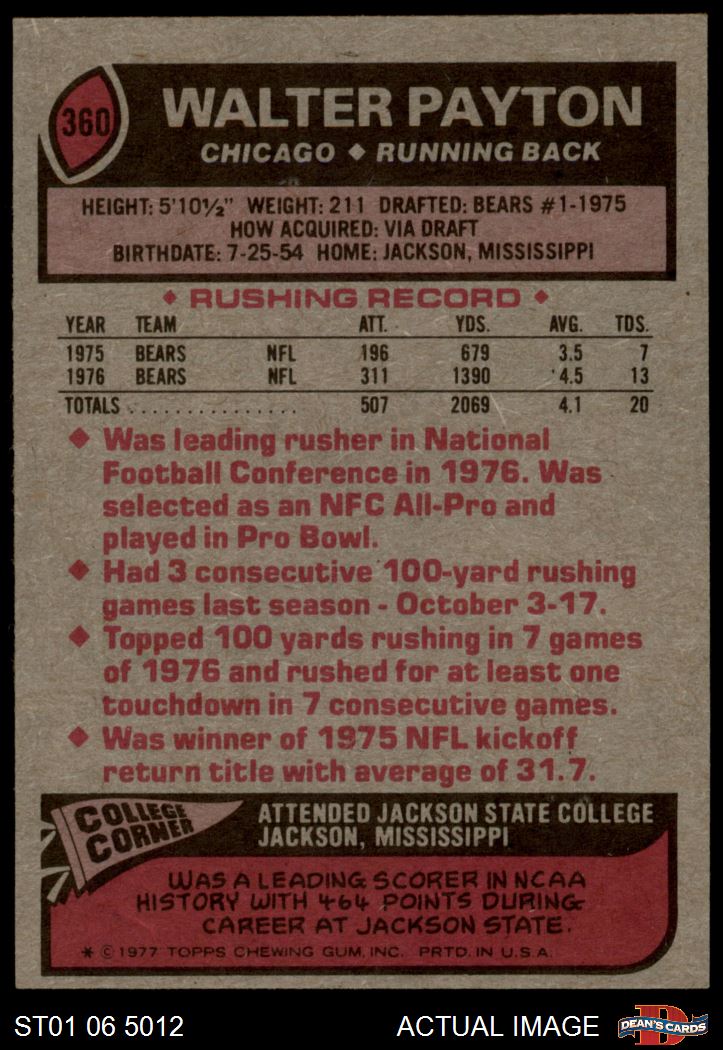 360
WALTER PAYTON
CHICAGO ◆ RUNNING BACK
HEIGHT: 5'10½" WEIGHT: 211 DRAFTED: BEARS #1-1975
HOW ACQUIRED: VIA DRAFT
BIRTHDATE: 7-25-54 HOME: JACKSON, MISSISSIPPI
◆ RUSHING RECORD ◆
YEAR TEAM ATT. YDS. AVG. TDS.
1975 BEARS NFL 196 679 3.5 7
1976 BEARS NFL 311 1390 4.5 13
TOTALS . . . . . . . . . . . . . . . 507 2069 4.1 20
◆ Was leading rusher in National
Football Conference in 1976. Was
selected as an NFC All-Pro and
played in Pro Bowl.
◆ Had 3 consecutive 100-yard rushing
games last season - October 3-17.
◆ Topped 100 yards rushing in 7 games
of 1976 and rushed for at least one
touchdown in 7 consecutive games.
◆ Was winner of 1975 NFL kickoff
return title with average of 31.7.
COLLEGE
CORNER
ATTENDED JACKSON STATE COLLEGE
JACKSON, MISSISSIPPI
WAS A LEADING SCORER IN NCAA
HISTORY WITH 464 POINTS DURING
CAREER AT JACKSON STATE.
* © 1977 TOPPS CHEWING GUM, INC. PRTD. IN U.S.A.
ST01 06 5012 ACTUAL IMAGE
D
DEAN'S CARDS